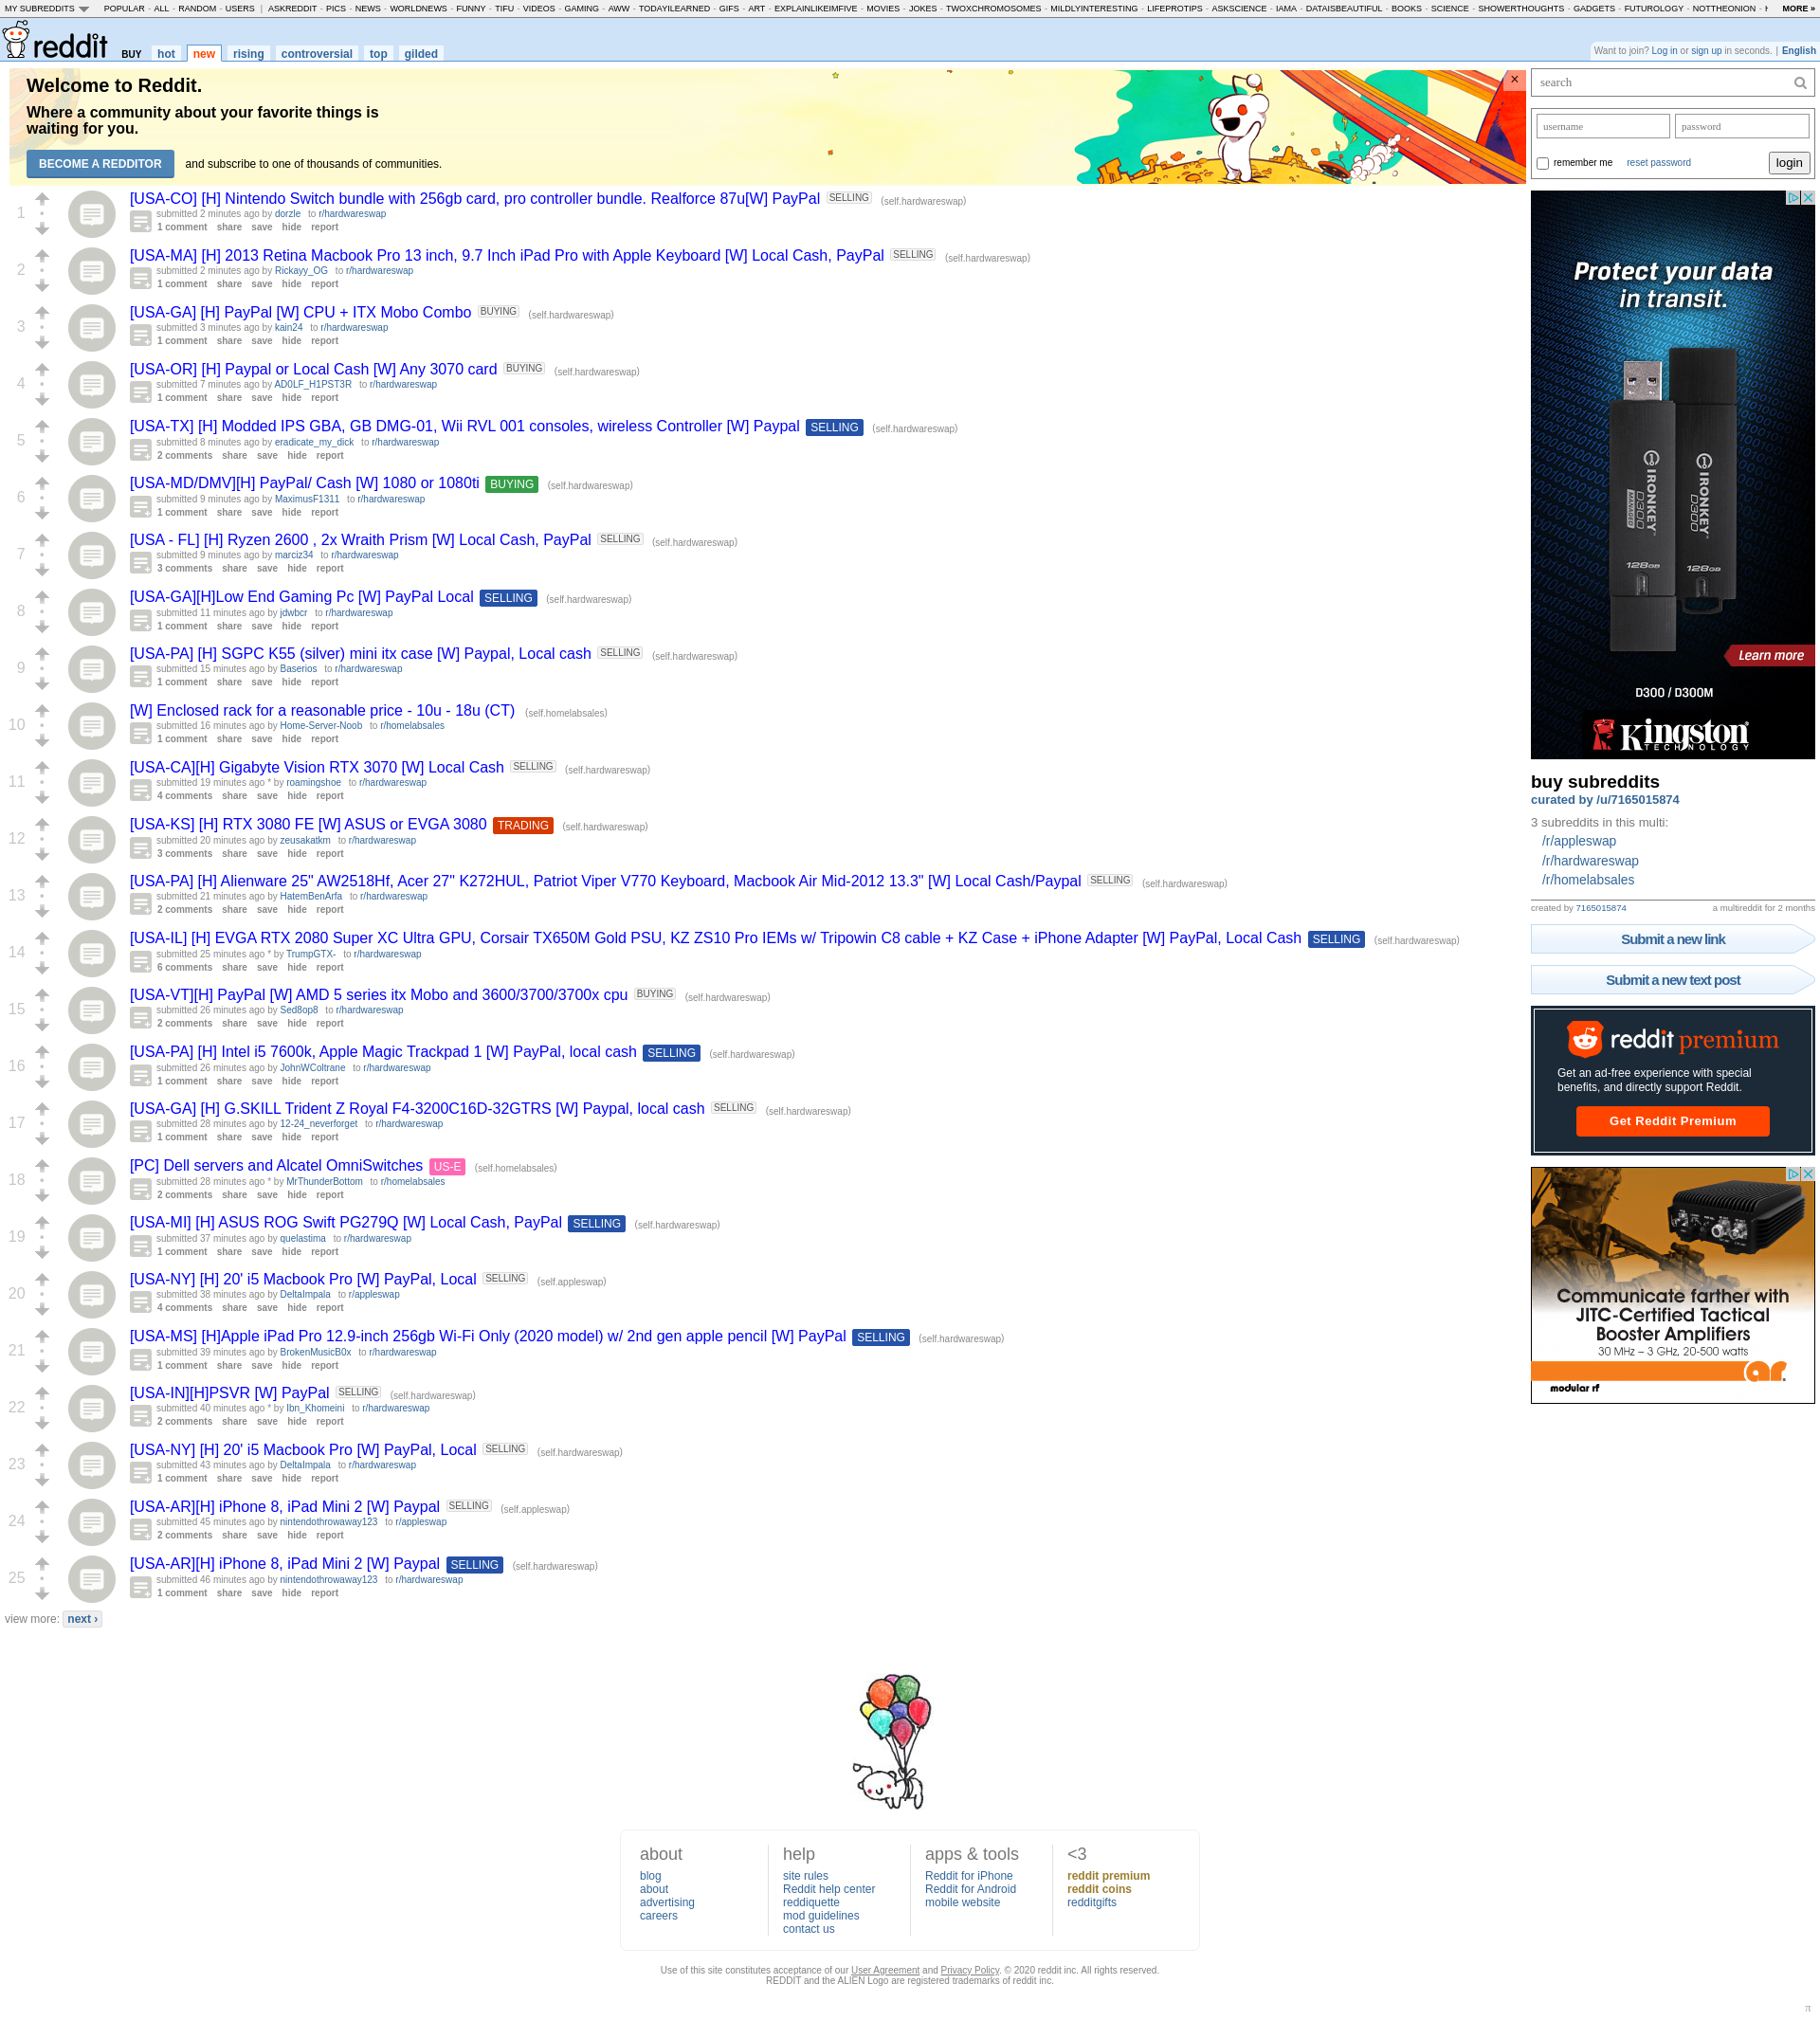 MY SUBREDDITS POPULAR - ALL - RANDOM - USERS | ASKREDDIT - PICS - NEWS - WORLDNEWS - FUNNY - TIFU - VIDEOS - GAMING - AWW - TODAYILEARNED - GIFS - ART - EXPLAINLIKEIMFIVE - MOVIES - JOKES - TWOXCHROMOSOMES - MILDLYINTERESTING - LIFEPROTIPS - ASKSCIENCE - IAMA - DATAISBEAUTIFUL - BOOKS - SCIENCE - SHOWERTHOUGHTS - GADGETS - FUTUROLOGY - NOTTHEONION - MORE »
reddit BUY hot new rising controversial top gilded
Want to join? Log in or sign up in seconds. | English
Welcome to Reddit.
Where a community about your favorite things is
waiting for you.
BECOME A REDDITOR and subscribe to one of thousands of communities.
×
1
[USA-CO] [H] Nintendo Switch bundle with 256gb card, pro controller bundle. Realforce 87u[W] PayPal SELLING (self.hardwareswap)
submitted 2 minutes ago by dorzle to r/hardwareswap
1 comment share save hide report
2
[USA-MA] [H] 2013 Retina Macbook Pro 13 inch, 9.7 Inch iPad Pro with Apple Keyboard [W] Local Cash, PayPal SELLING (self.hardwareswap)
submitted 2 minutes ago by Rickayy_OG to r/hardwareswap
1 comment share save hide report
3
[USA-GA] [H] PayPal [W] CPU + ITX Mobo Combo BUYING (self.hardwareswap)
submitted 3 minutes ago by kain24 to r/hardwareswap
1 comment share save hide report
4
[USA-OR] [H] Paypal or Local Cash [W] Any 3070 card BUYING (self.hardwareswap)
submitted 7 minutes ago by AD0LF_H1PST3R to r/hardwareswap
1 comment share save hide report
5
[USA-TX] [H] Modded IPS GBA, GB DMG-01, Wii RVL 001 consoles, wireless Controller [W] Paypal SELLING (self.hardwareswap)
submitted 8 minutes ago by eradicate_my_dick to r/hardwareswap
2 comments share save hide report
6
[USA-MD/DMV][H] PayPal/ Cash [W] 1080 or 1080ti BUYING (self.hardwareswap)
submitted 9 minutes ago by MaximusF1311 to r/hardwareswap
1 comment share save hide report
7
[USA - FL] [H] Ryzen 2600 , 2x Wraith Prism [W] Local Cash, PayPal SELLING (self.hardwareswap)
submitted 9 minutes ago by marciz34 to r/hardwareswap
3 comments share save hide report
8
[USA-GA][H]Low End Gaming Pc [W] PayPal Local SELLING (self.hardwareswap)
submitted 11 minutes ago by jdwbcr to r/hardwareswap
1 comment share save hide report
9
[USA-PA] [H] SGPC K55 (silver) mini itx case [W] Paypal, Local cash SELLING (self.hardwareswap)
submitted 15 minutes ago by Baserios to r/hardwareswap
1 comment share save hide report
10
[W] Enclosed rack for a reasonable price - 10u - 18u (CT) (self.homelabsales)
submitted 16 minutes ago by Home-Server-Noob to r/homelabsales
1 comment share save hide report
11
[USA-CA][H] Gigabyte Vision RTX 3070 [W] Local Cash SELLING (self.hardwareswap)
submitted 19 minutes ago * by roamingshoe to r/hardwareswap
4 comments share save hide report
12
[USA-KS] [H] RTX 3080 FE [W] ASUS or EVGA 3080 TRADING (self.hardwareswap)
submitted 20 minutes ago by zeusakatkm to r/hardwareswap
3 comments share save hide report
13
[USA-PA] [H] Alienware 25" AW2518Hf, Acer 27" K272HUL, Patriot Viper V770 Keyboard, Macbook Air Mid-2012 13.3" [W] Local Cash/Paypal SELLING (self.hardwareswap)
submitted 21 minutes ago by HatemBenArfa to r/hardwareswap
2 comments share save hide report
14
[USA-IL] [H] EVGA RTX 2080 Super XC Ultra GPU, Corsair TX650M Gold PSU, KZ ZS10 Pro IEMs w/ Tripowin C8 cable + KZ Case + iPhone Adapter [W] PayPal, Local Cash SELLING (self.hardwareswap)
submitted 25 minutes ago * by TrumpGTX- to r/hardwareswap
6 comments share save hide report
15
[USA-VT][H] PayPal [W] AMD 5 series itx Mobo and 3600/3700/3700x cpu BUYING (self.hardwareswap)
submitted 26 minutes ago by Sed8op8 to r/hardwareswap
2 comments share save hide report
16
[USA-PA] [H] Intel i5 7600k, Apple Magic Trackpad 1 [W] PayPal, local cash SELLING (self.hardwareswap)
submitted 26 minutes ago by JohnWColtrane to r/hardwareswap
1 comment share save hide report
17
[USA-GA] [H] G.SKILL Trident Z Royal F4-3200C16D-32GTRS [W] Paypal, local cash SELLING (self.hardwareswap)
submitted 28 minutes ago by 12-24_neverforget to r/hardwareswap
1 comment share save hide report
18
[PC] Dell servers and Alcatel OmniSwitches US-E (self.homelabsales)
submitted 28 minutes ago * by MrThunderBottom to r/homelabsales
2 comments share save hide report
19
[USA-MI] [H] ASUS ROG Swift PG279Q [W] Local Cash, PayPal SELLING (self.hardwareswap)
submitted 37 minutes ago by quelastima to r/hardwareswap
1 comment share save hide report
20
[USA-NY] [H] 20' i5 Macbook Pro [W] PayPal, Local SELLING (self.appleswap)
submitted 38 minutes ago by DeltaImpala to r/appleswap
4 comments share save hide report
21
[USA-MS] [H]Apple iPad Pro 12.9-inch 256gb Wi-Fi Only (2020 model) w/ 2nd gen apple pencil [W] PayPal SELLING (self.hardwareswap)
submitted 39 minutes ago by BrokenMusicB0x to r/hardwareswap
1 comment share save hide report
22
[USA-IN][H]PSVR [W] PayPal SELLING (self.hardwareswap)
submitted 40 minutes ago * by Ibn_Khomeini to r/hardwareswap
2 comments share save hide report
23
[USA-NY] [H] 20' i5 Macbook Pro [W] PayPal, Local SELLING (self.hardwareswap)
submitted 43 minutes ago by DeltaImpala to r/hardwareswap
1 comment share save hide report
24
[USA-AR][H] iPhone 8, iPad Mini 2 [W] Paypal SELLING (self.appleswap)
submitted 45 minutes ago by nintendothrowaway123 to r/appleswap
2 comments share save hide report
25
[USA-AR][H] iPhone 8, iPad Mini 2 [W] Paypal SELLING (self.hardwareswap)
submitted 46 minutes ago by nintendothrowaway123 to r/hardwareswap
1 comment share save hide report
view more: next ›
search
username password
remember me reset password login
Protect your data
in transit.
IRONKEY D300 MANAGED
IRONKEY D300
128GB 128GB
Learn more
D300 / D300M
Kingston
TECHNOLOGY
buy subreddits
curated by /u/7165015874
3 subreddits in this multi:
/r/appleswap
/r/hardwareswap
/r/homelabsales
created by 7165015874 a multireddit for 2 months
Submit a new link
Submit a new text post
reddit premium
Get an ad-free experience with special
benefits, and directly support Reddit.
Get Reddit Premium
Communicate farther with
JITC-Certified Tactical
Booster Amplifiers
30 MHz – 3 GHz, 20-500 watts
ar
modular rf
about
blog
about
advertising
careers
help
site rules
Reddit help center
reddiquette
mod guidelines
contact us
apps & tools
Reddit for iPhone
Reddit for Android
mobile website
<3
reddit premium
reddit coins
redditgifts
Use of this site constitutes acceptance of our User Agreement and Privacy Policy. © 2020 reddit inc. All rights reserved.
REDDIT and the ALIEN Logo are registered trademarks of reddit inc.
π